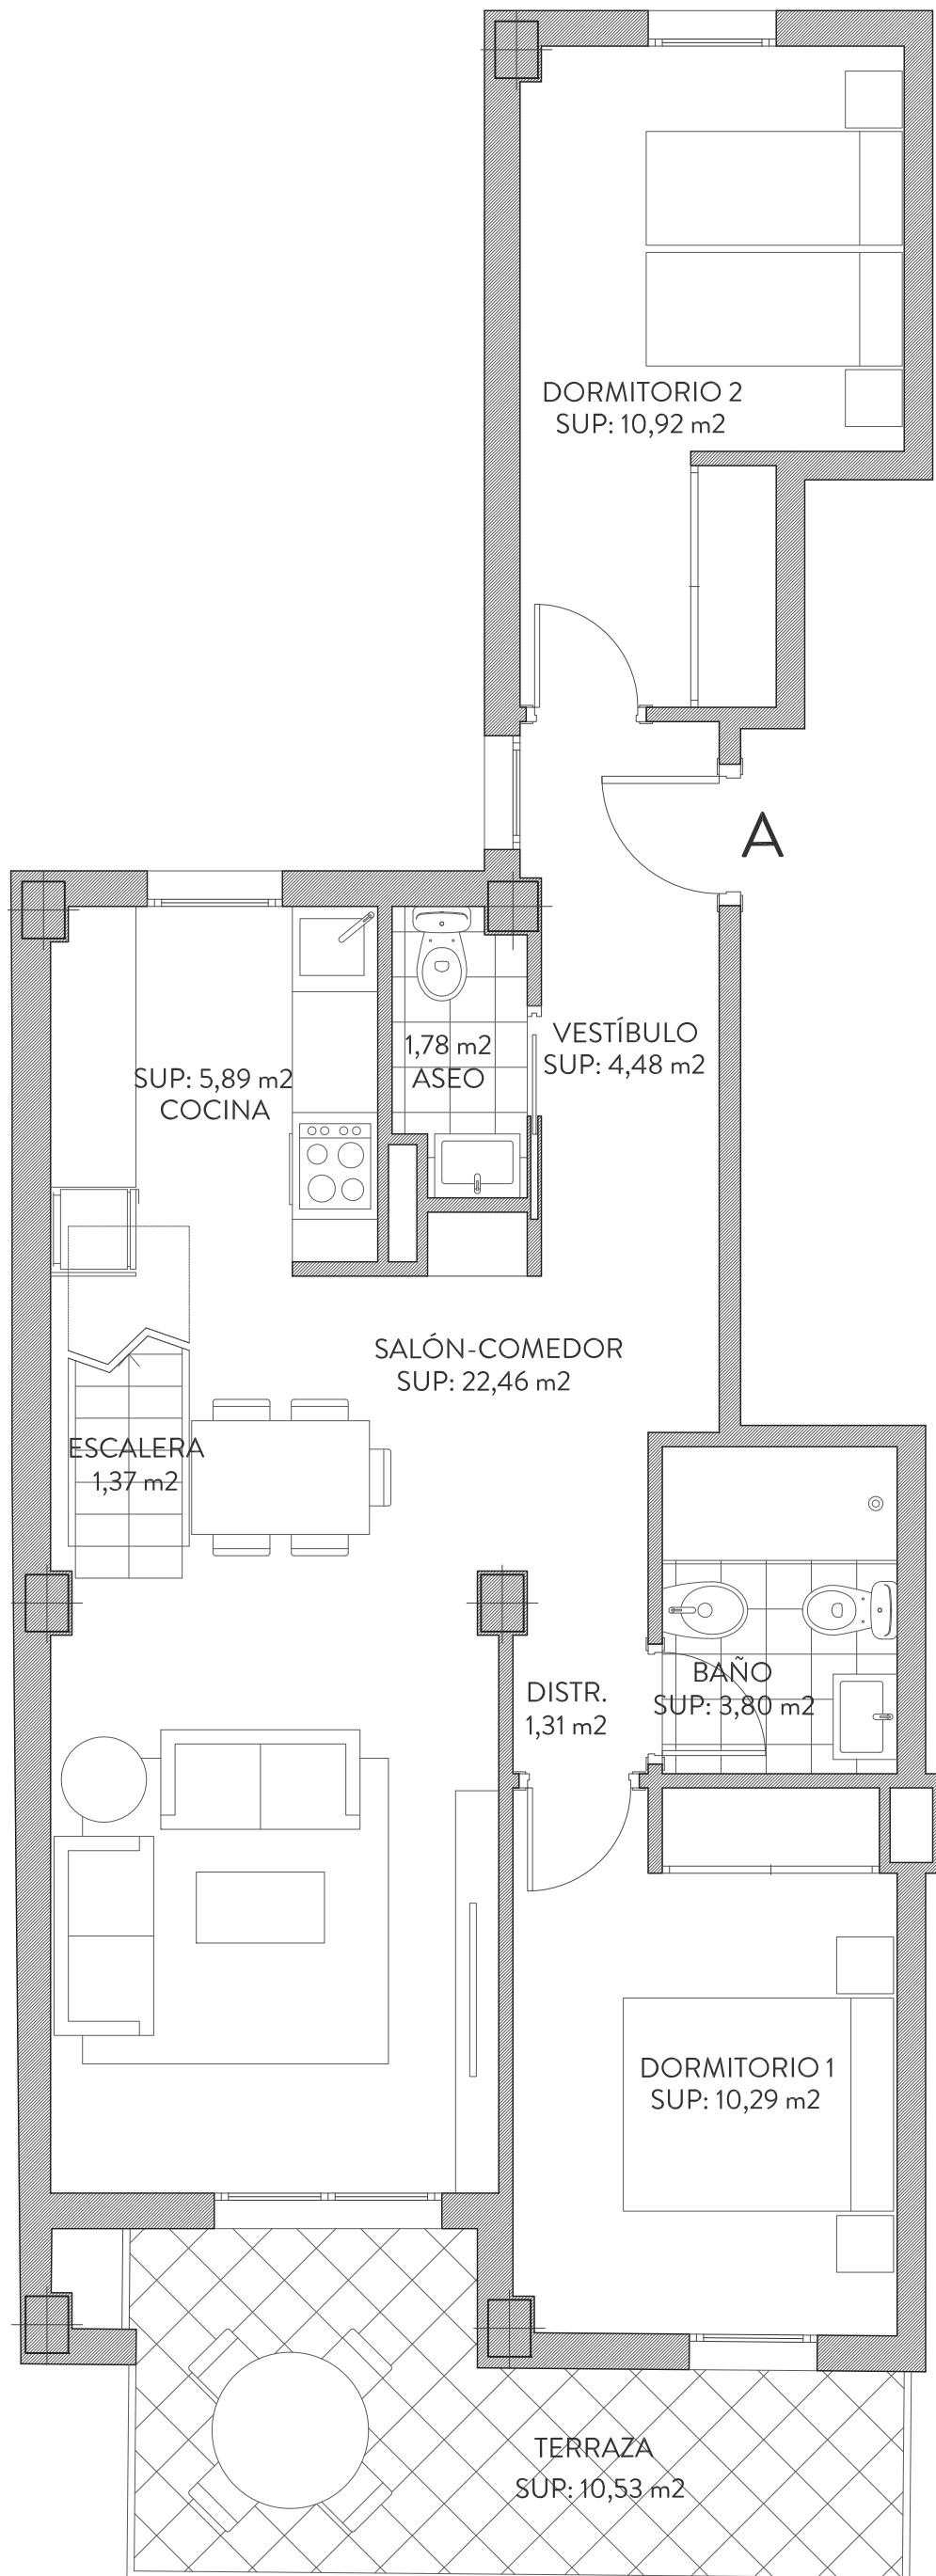 DORMITORIO 2
SUP: 10,92 m2
A
VESTÍBULO
SUP: 4,48 m2
1,78 m2
ASEO
SUP: 5,89 m2
COCINA
SALÓN-COMEDOR
SUP: 22,46 m2
ESCALERA
1,37 m2
BAÑO
SUP: 3,80 m2
DISTR.
1,31 m2
DORMITORIO 1
SUP: 10,29 m2
TERRAZA
SUP: 10,53 m2